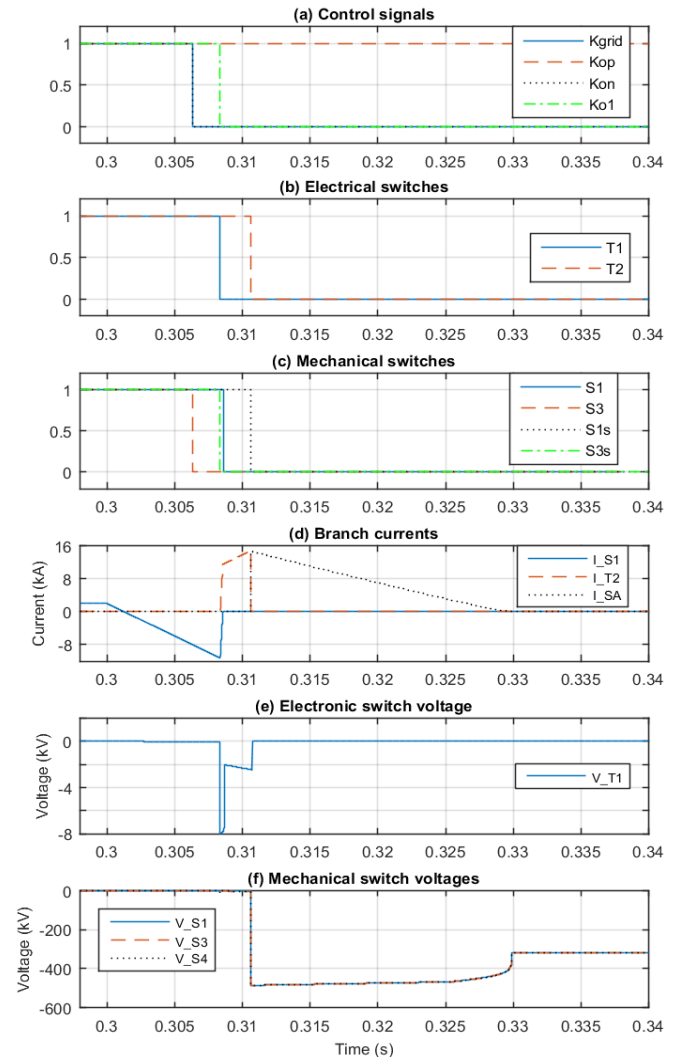 (a) Control signals
1
0.5
0
Kgrid
Kop
Kon
Ko1
0.3 0.305 0.31 0.315 0.32 0.325 0.33 0.335 0.34
(b) Electrical switches
1
0.5
0
T1
T2
0.3 0.305 0.31 0.315 0.32 0.325 0.33 0.335 0.34
(c) Mechanical switches
1
0.5
0
S1
S3
S1s
S3s
0.3 0.305 0.31 0.315 0.32 0.325 0.33 0.335 0.34
(d) Branch currents
Current (kA)
16
8
0
-8
I_S1
I_T2
I_SA
0.3 0.305 0.31 0.315 0.32 0.325 0.33 0.335 0.34
(e) Electronic switch voltage
Voltage (kV)
0
-4
-8
V_T1
0.3 0.305 0.31 0.315 0.32 0.325 0.33 0.335 0.34
(f) Mechanical switch voltages
Voltage (kV)
0
-200
-400
-600
V_S1
V_S3
V_S4
0.3 0.305 0.31 0.315 0.32 0.325 0.33 0.335 0.34
Time (s)